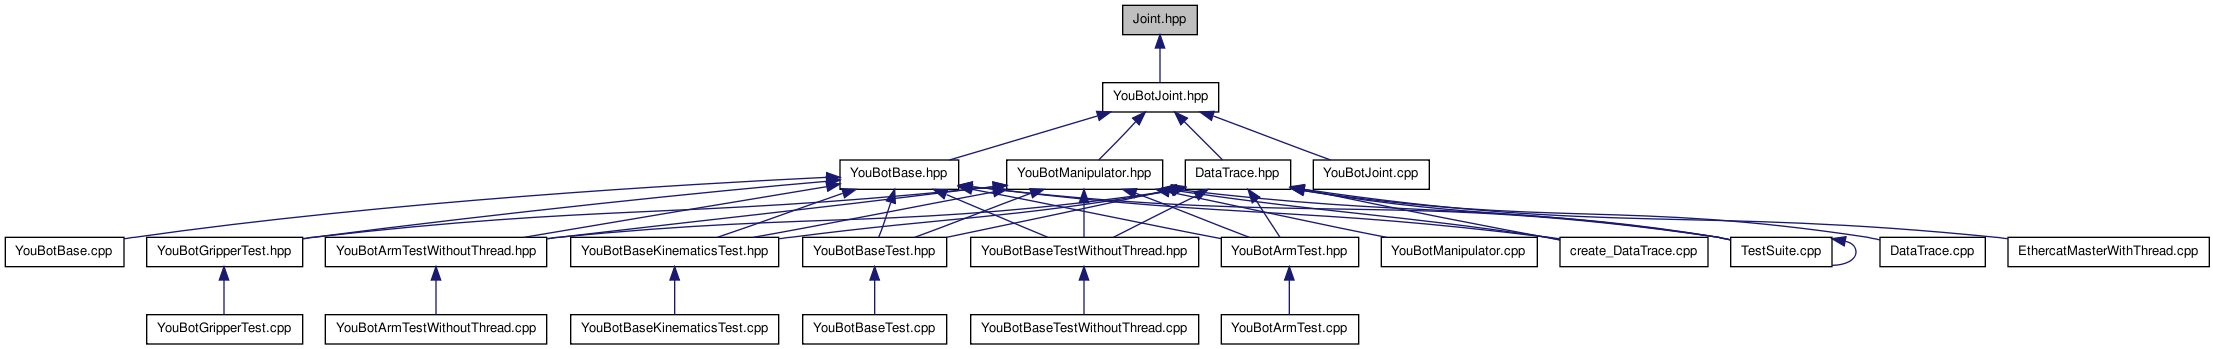 Joint.hpp
YouBotJoint.hpp
YouBotBase.hpp
YouBotManipulator.hpp
DataTrace.hpp
YouBotJoint.cpp
YouBotBase.cpp
YouBotGripperTest.hpp
YouBotArmTestWithoutThread.hpp
YouBotBaseKinematicsTest.hpp
YouBotBaseTest.hpp
YouBotBaseTestWithoutThread.hpp
YouBotArmTest.hpp
YouBotManipulator.cpp
create_DataTrace.cpp
TestSuite.cpp
DataTrace.cpp
EthercatMasterWithThread.cpp
YouBotGripperTest.cpp
YouBotArmTestWithoutThread.cpp
YouBotBaseKinematicsTest.cpp
YouBotBaseTest.cpp
YouBotBaseTestWithoutThread.cpp
YouBotArmTest.cpp